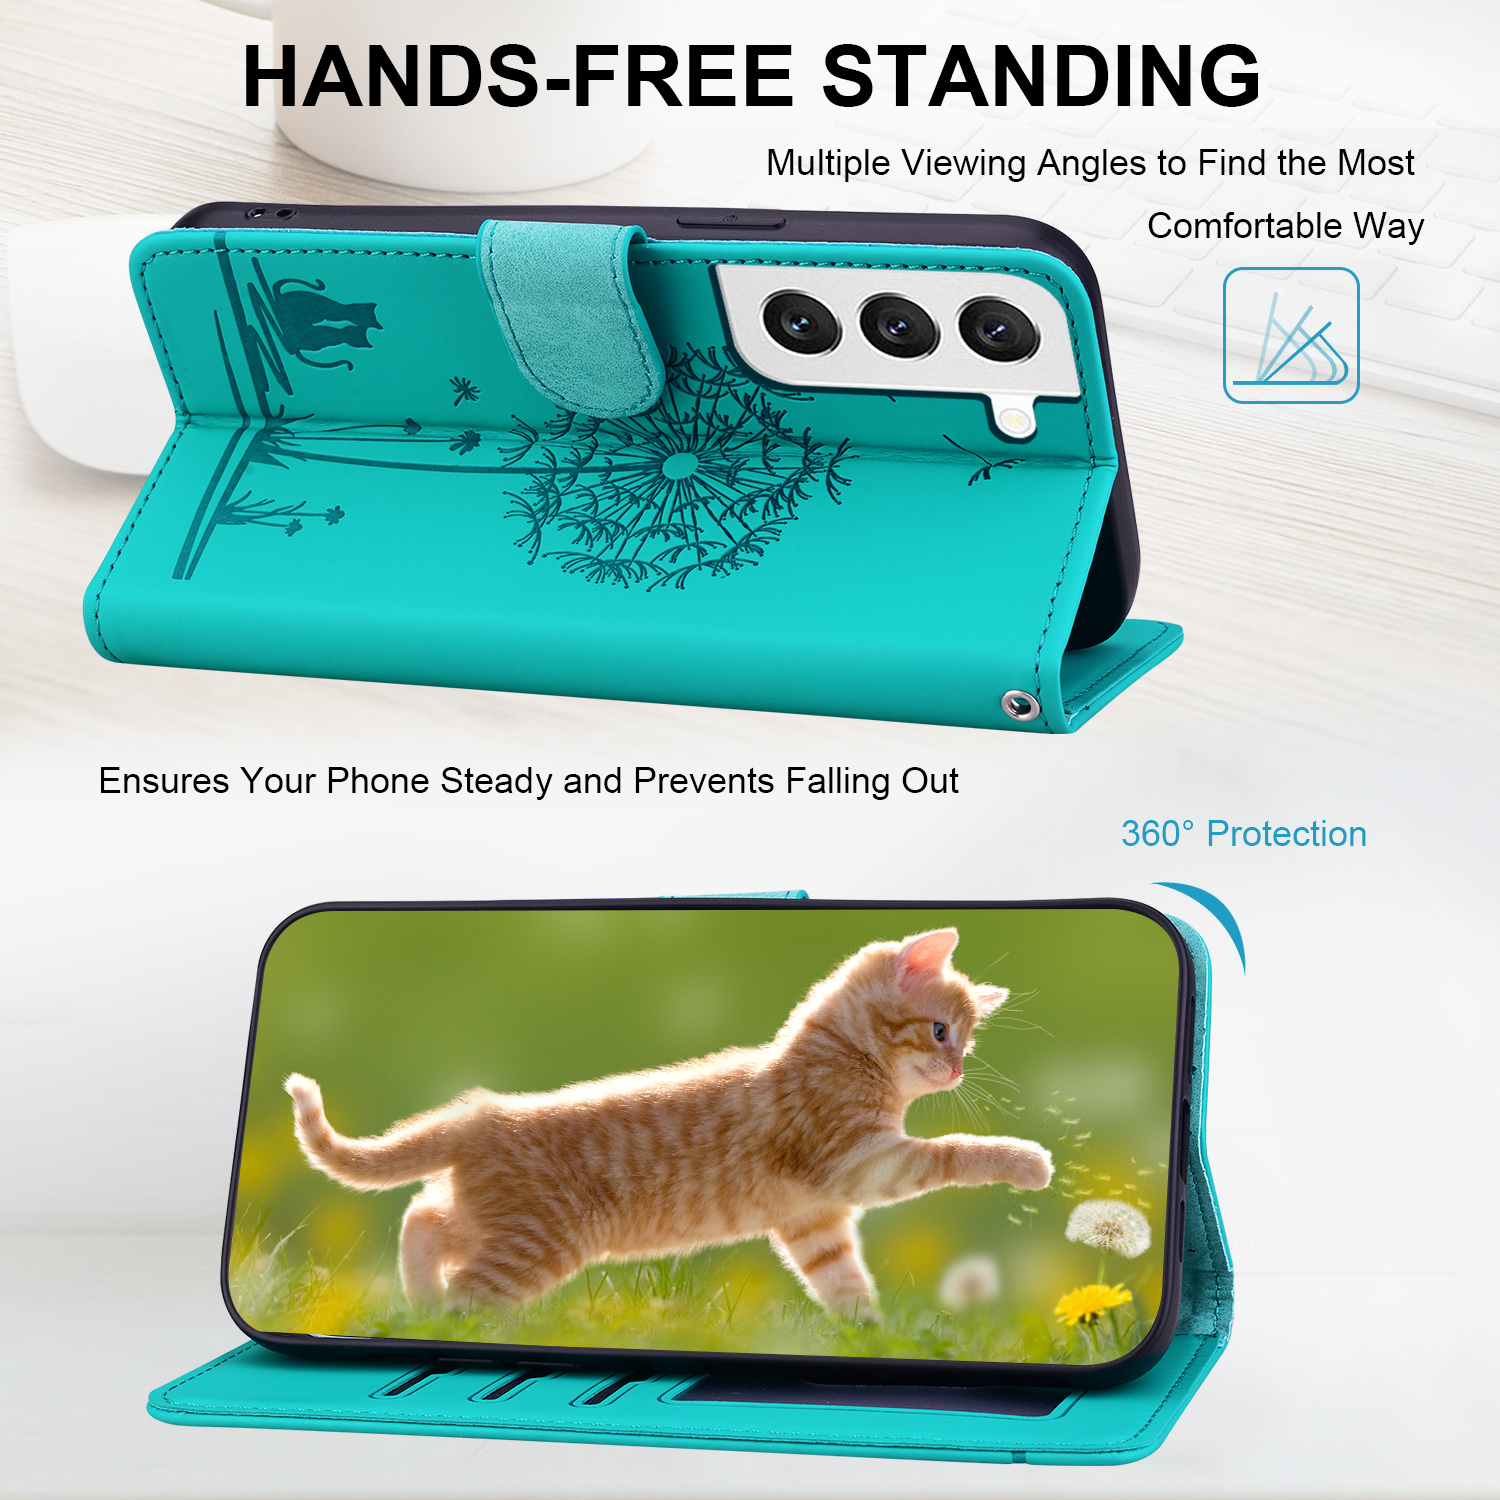 HANDS-FREE STANDING
Multiple Viewing Angles to Find the Most
Comfortable Way
Ensures Your Phone Steady and Prevents Falling Out
360° Protection